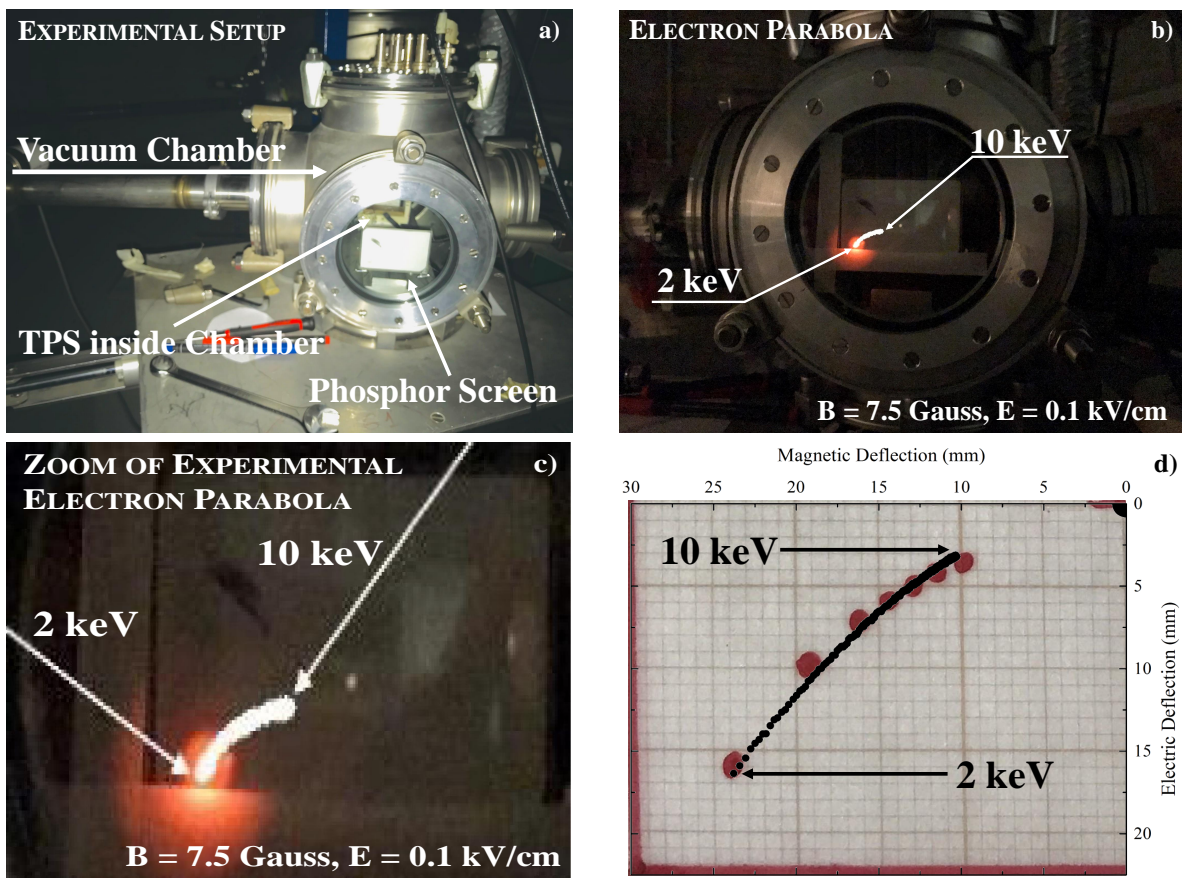 EXPERIMENTAL SETUP
a)
Vacuum Chamber
TPS inside Chamber
Phosphor Screen
ELECTRON PARABOLA
b)
10 keV
2 keV
B = 7.5 Gauss, E = 0.1 kV/cm
ZOOM OF EXPERIMENTAL
ELECTRON PARABOLA
c)
10 keV
2 keV
B = 7.5 Gauss, E = 0.1 kV/cm
Magnetic Deflection (mm)
d)
30 25 20 15 10 5 0
0
5
10
15
20
Electric Deflection (mm)
10 keV
2 keV